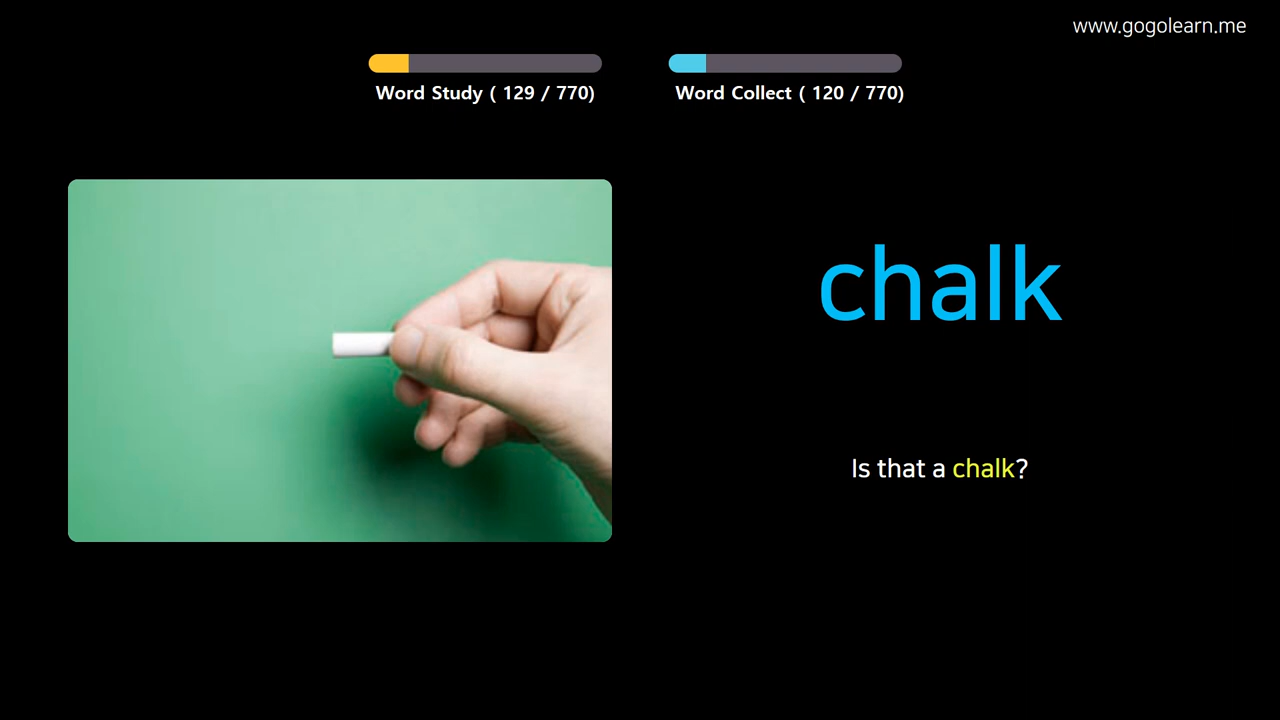 www.gogolearn.me
Word Study ( 129 / 770)
Word Collect ( 120 / 770)
chalk
Is that a chalk?